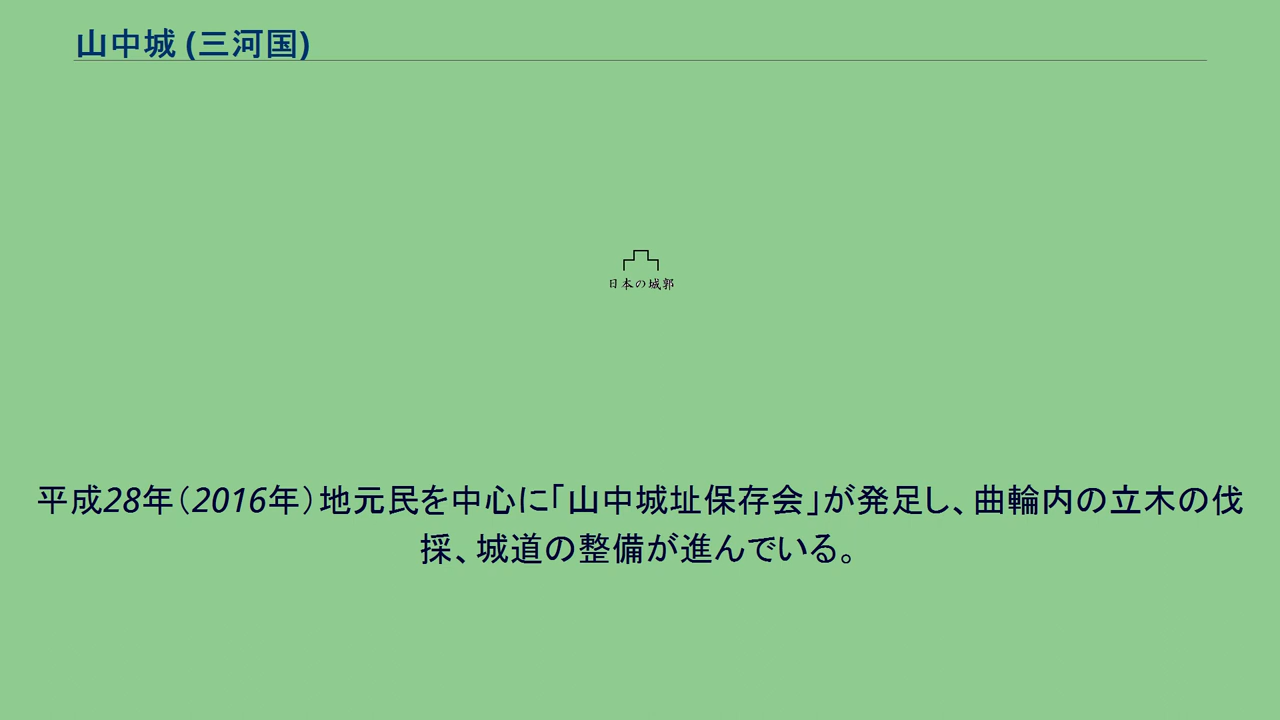 山中城 (三河国)
日本の城郭
平成28年（2016年）地元民を中心に｢山中城址保存会｣が発足し、曲輪内の立木の伐
採、城道の整備が進んでいる。